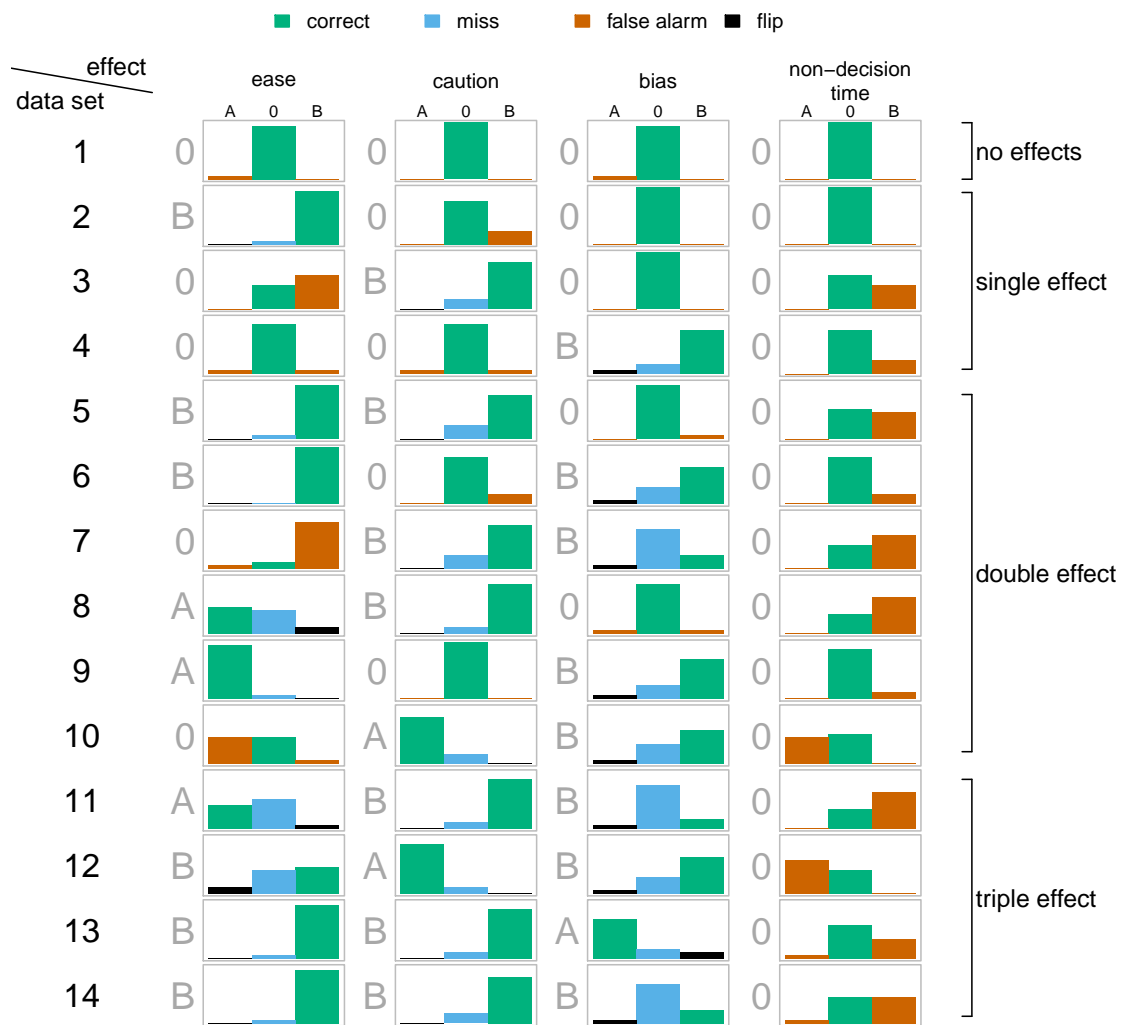 correct miss false alarm flip
effect
data set
ease caution bias non−decision time
A 0 B A 0 B A 0 B A 0 B
1 0 0 0 0 no effects
2 B 0 0 0
3 0 B 0 0 single effect
4 0 0 B 0
5 B B 0 0
6 B 0 B 0
7 0 B B 0 double effect
8 A B 0 0
9 A 0 B 0
10 0 A B 0
11 A B B 0
12 B A B 0
13 B B A 0 triple effect
14 B B B 0